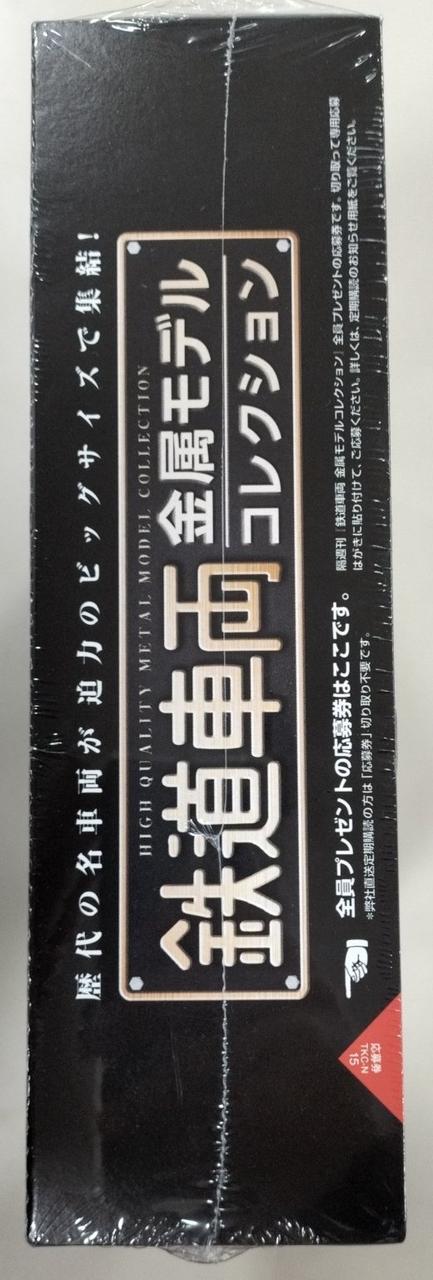 歴代の名車両が迫力のビッグサイズで集結！
HIGH QUALITY METAL MODEL COLLECTION
鉄道車両
金属モデル
コレクション
全員プレゼントの応募券はここです。
*弊社直送定期購読の方は「応募券」切り取り不要です。
隔週刊『鉄道車両 金属モデルコレクション』全員プレゼントの応募券です。切り取って専用応募
はがきに貼り付けて、ご応募ください。詳しくは、定期購読のお知らせ用紙をご覧ください。
応募券
TKC-N
15